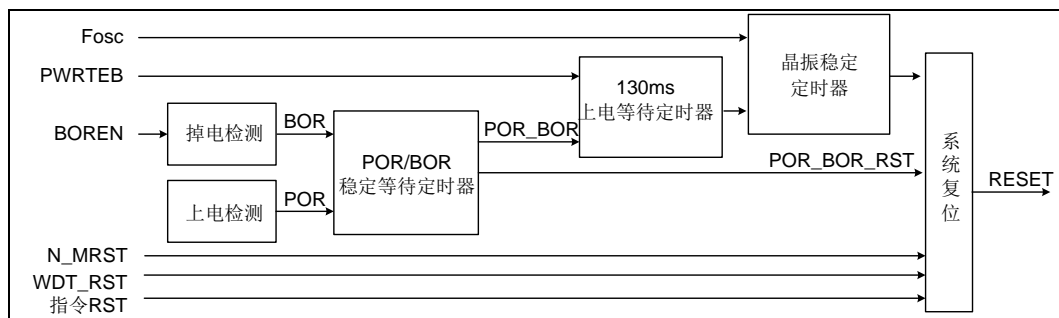 Fosc
PWRTEB
BOREN
掉电检测
BOR
上电检测
POR
POR/BOR
稳定等待定时器
POR_BOR
130ms
上电等待定时器
晶振稳定
定时器
POR_BOR_RST
系统复位
RESET
N_MRST
WDT_RST
指令RST